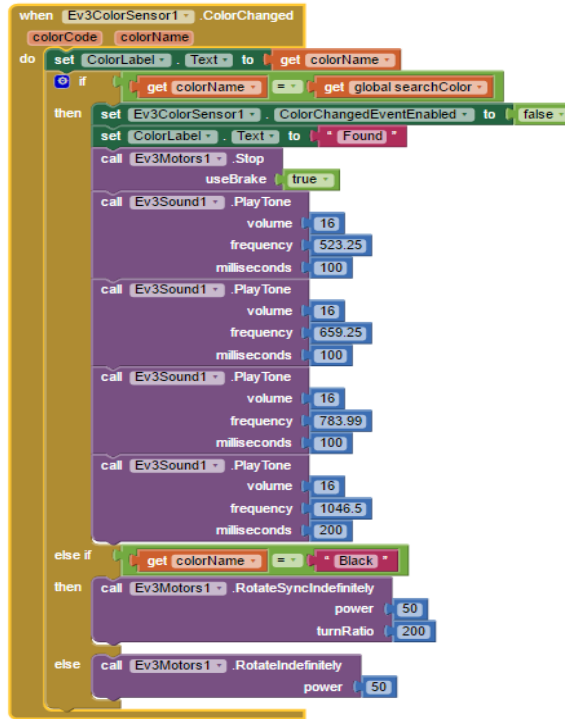 when Ev3ColorSensor1 .ColorChanged
colorCode colorName
do set ColorLabel . Text to get colorName
if get colorName = get global searchColor
then set Ev3ColorSensor1 . ColorChangedEventEnabled to false
set ColorLabel . Text to " Found "
call Ev3Motors1 .Stop
useBrake true
call Ev3Sound1 .PlayTone
volume 16
frequency 523.25
milliseconds 100
call Ev3Sound1 .PlayTone
volume 16
frequency 659.25
milliseconds 100
call Ev3Sound1 .PlayTone
volume 16
frequency 783.99
milliseconds 100
call Ev3Sound1 .PlayTone
volume 16
frequency 1046.5
milliseconds 200
else if get colorName = " Black "
then call Ev3Motors1 .RotateSyncIndefinitely
power 50
turnRatio 200
else call Ev3Motors1 .RotateIndefinitely
power 50